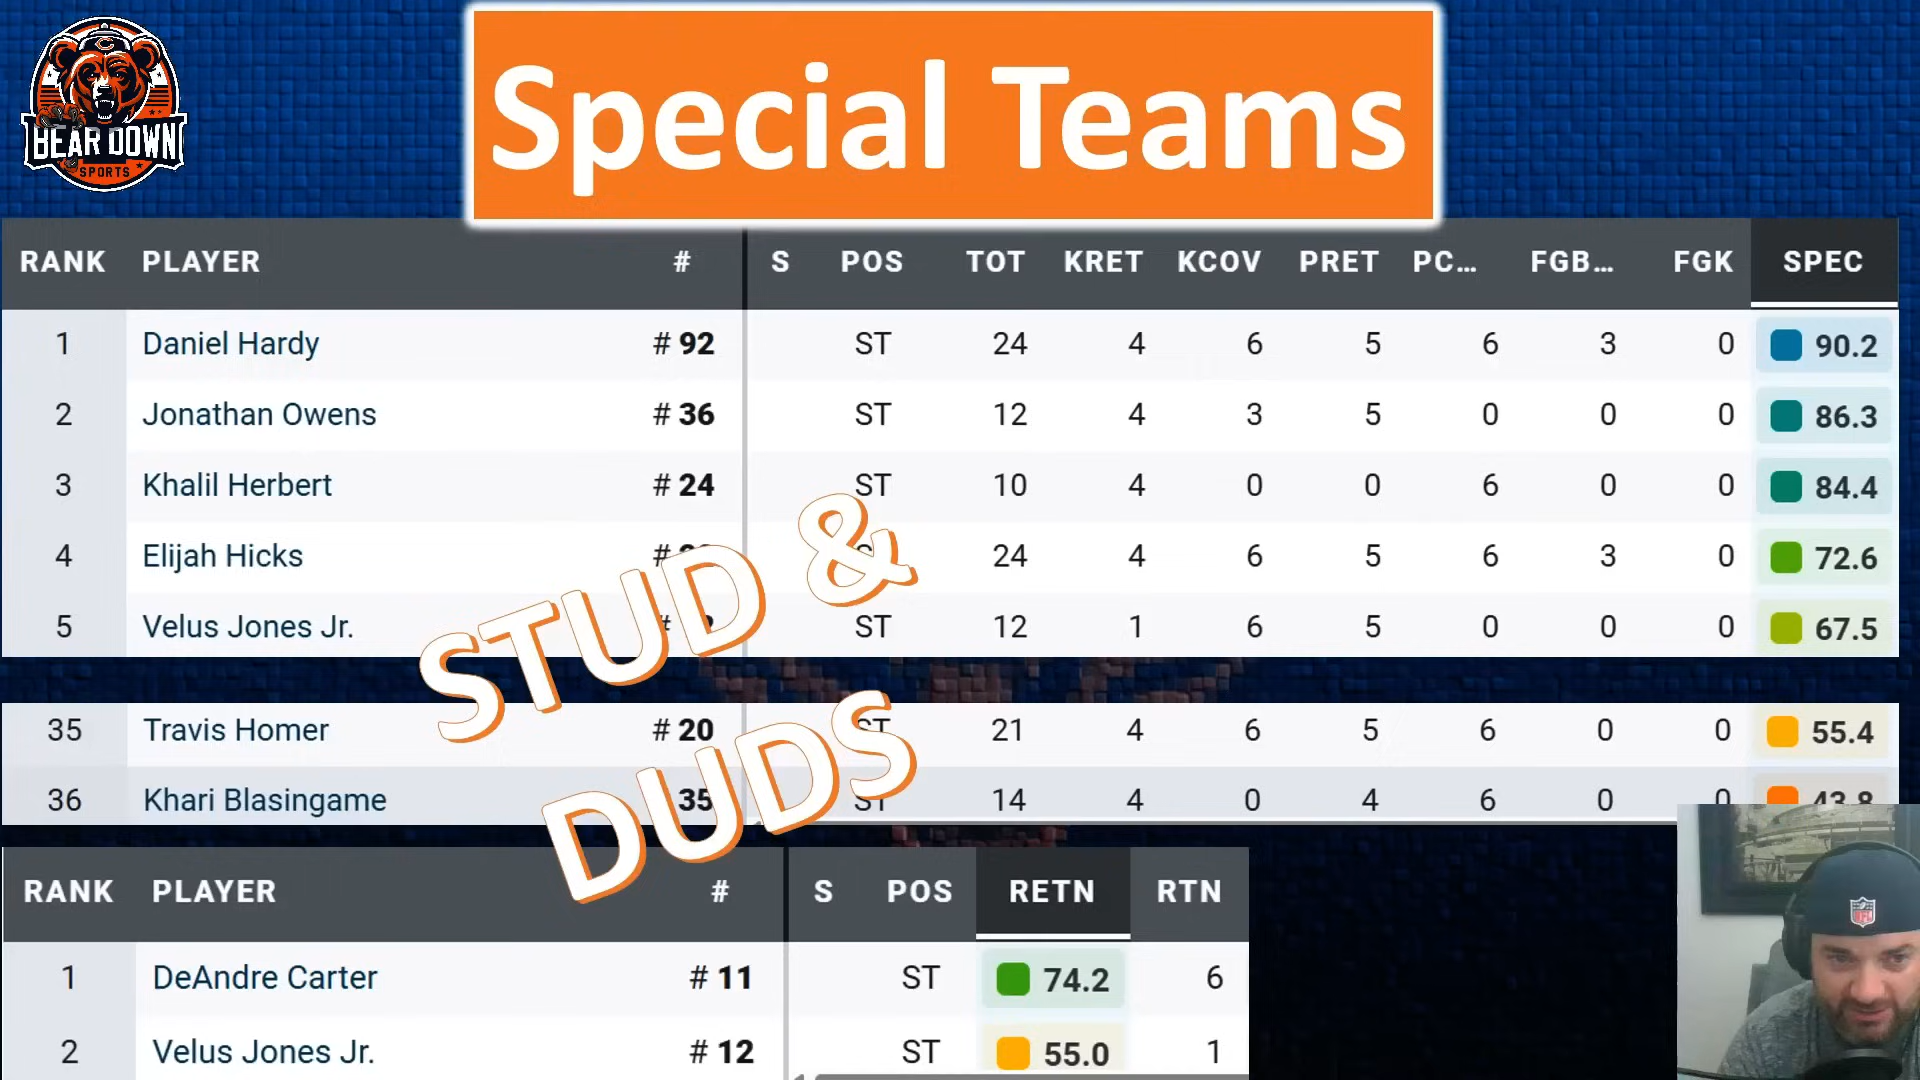 BEAR DOWN
SPORTS
Special Teams
RANK PLAYER # S POS TOT KRET KCOV PRET PC... FGB... FGK SPEC
1 Daniel Hardy # 92 ST 24 4 6 5 6 3 0 90.2
2 Jonathan Owens # 36 ST 12 4 3 5 0 0 0 86.3
3 Khalil Herbert # 24 ST 10 4 0 0 6 0 0 84.4
4 Elijah Hicks # 24 4 6 5 6 3 0 72.6
5 Velus Jones Jr. # ST 12 1 6 5 0 0 0 67.5
STUD &
DUDS
35 Travis Homer # 20 ST 21 4 6 5 6 0 0 55.4
36 Khari Blasingame 35 ST 14 4 0 4 6 0 0 43.8
RANK PLAYER # S POS RETN RTN
1 DeAndre Carter # 11 ST 74.2 6
2 Velus Jones Jr. # 12 ST 55.0 1